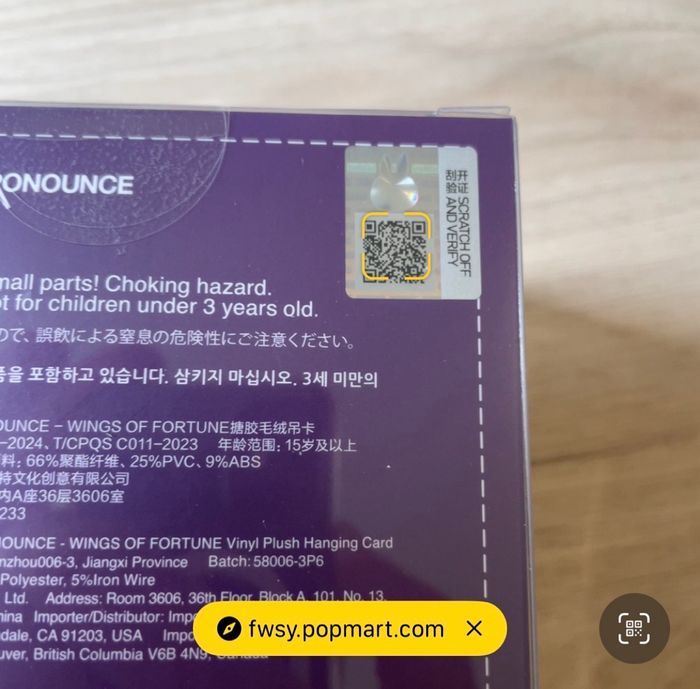 RONOUNCE
开证 SCRATCH OFF
刮验 AND VERIFY
mall parts! Choking hazard.
ot for children under 3 years old.
ので、誤飲による窒息の危険性にご注意ください。
품을 포함하고 있습니다. 삼키지 마십시오. 3세 미만의
OUNCE – WINGS OF FORTUNE搪胶毛绒吊卡
–2024、T/CPQS C011–2023 年龄范围：15岁及以上
料：66%聚酯纤维、25%PVC、9%ABS
特文化创意有限公司
内A座36层3606室
233
OUNCE - WINGS OF FORTUNE Vinyl Plush Hanging Card
nzhou006-3, Jiangxi Province Batch: 58006-3P6
Polyester, 5%Iron Wire
Ltd. Address: Room 3606, 36th Floor, Block A, 101, No. 13,
hina Importer/Distributor: Impo
dale, CA 91203, USA Impo
uver, British Columbia V6B 4N9, Canada
fwsy.popmart.com